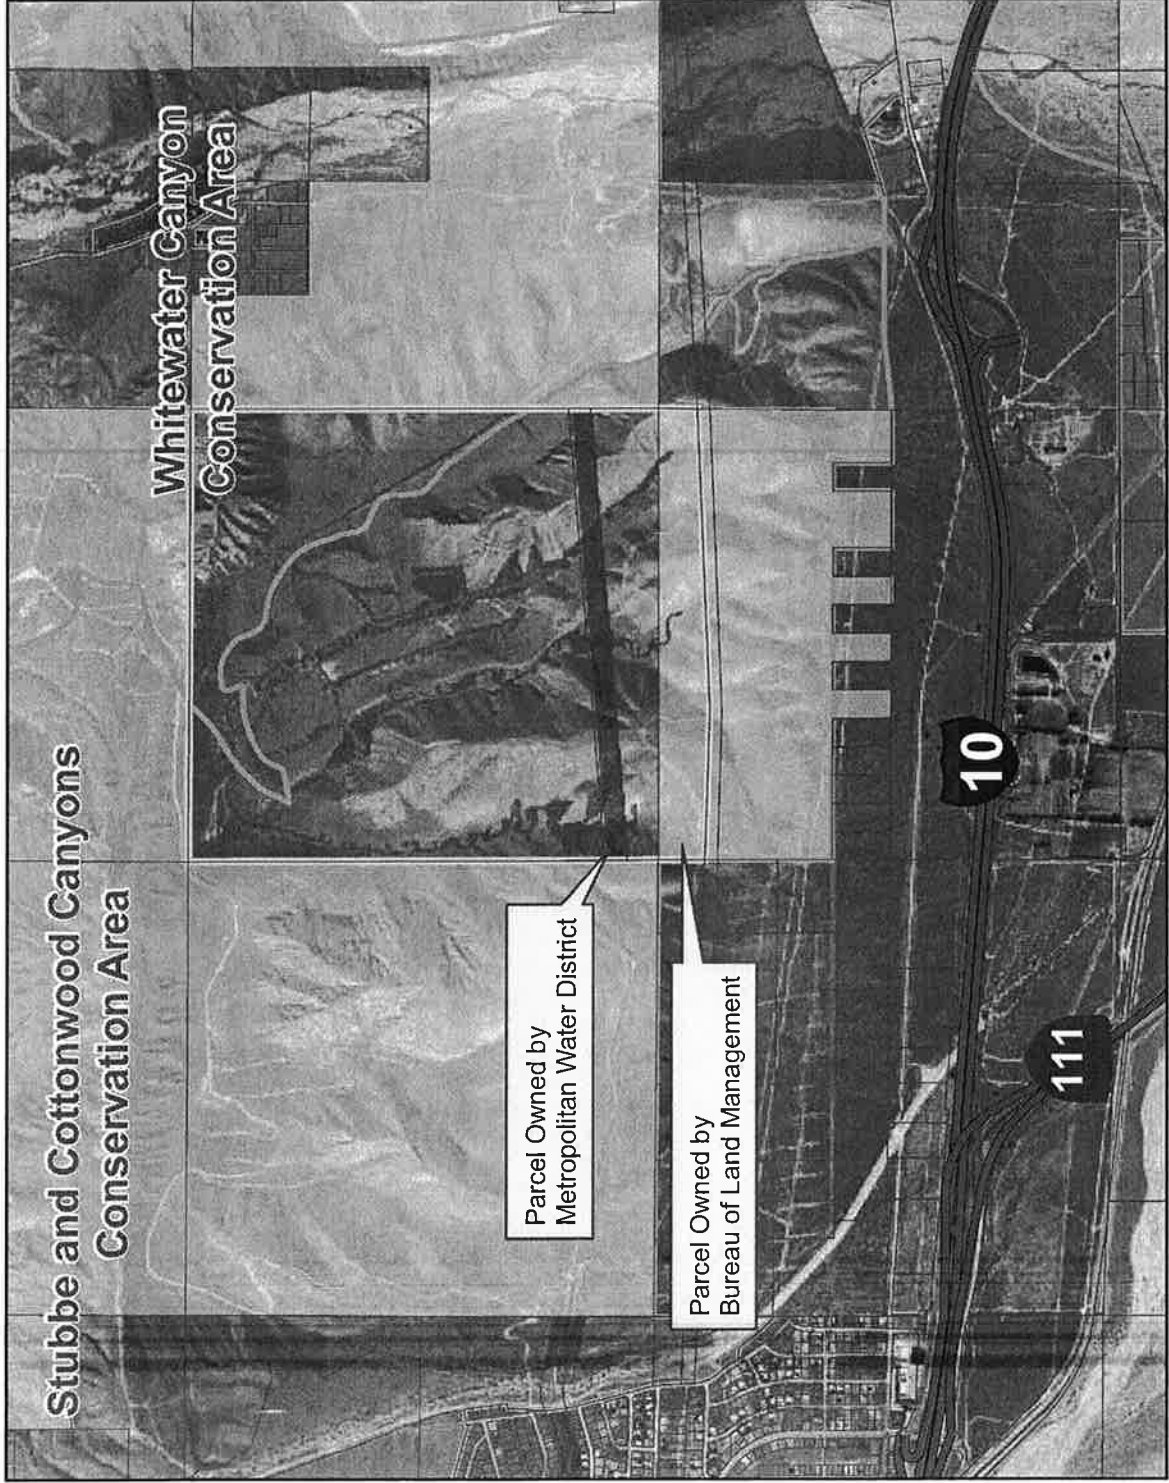 Stubbe and Cottonwood Canyons
Conservation Area
Whitewater Canyon
Conservation Area
Parcel Owned by
Metropolitan Water District
Parcel Owned by
Bureau of Land Management
10
111